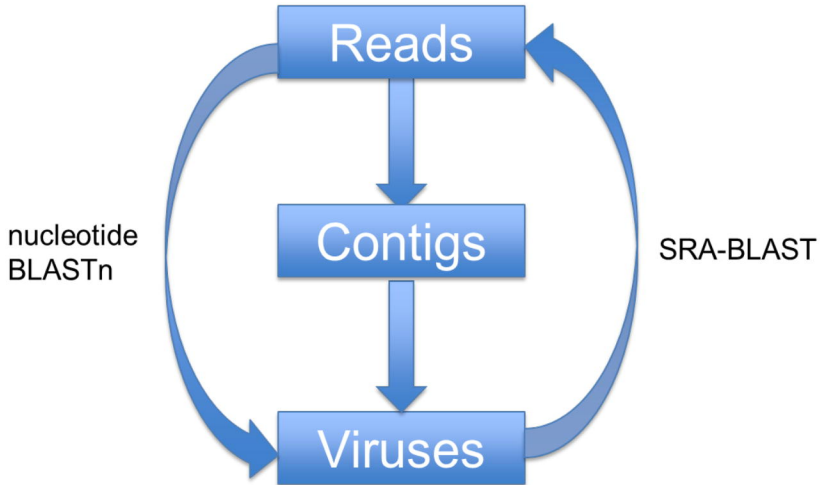 Reads
nucleotide
BLASTn
Contigs
SRA-BLAST
Viruses